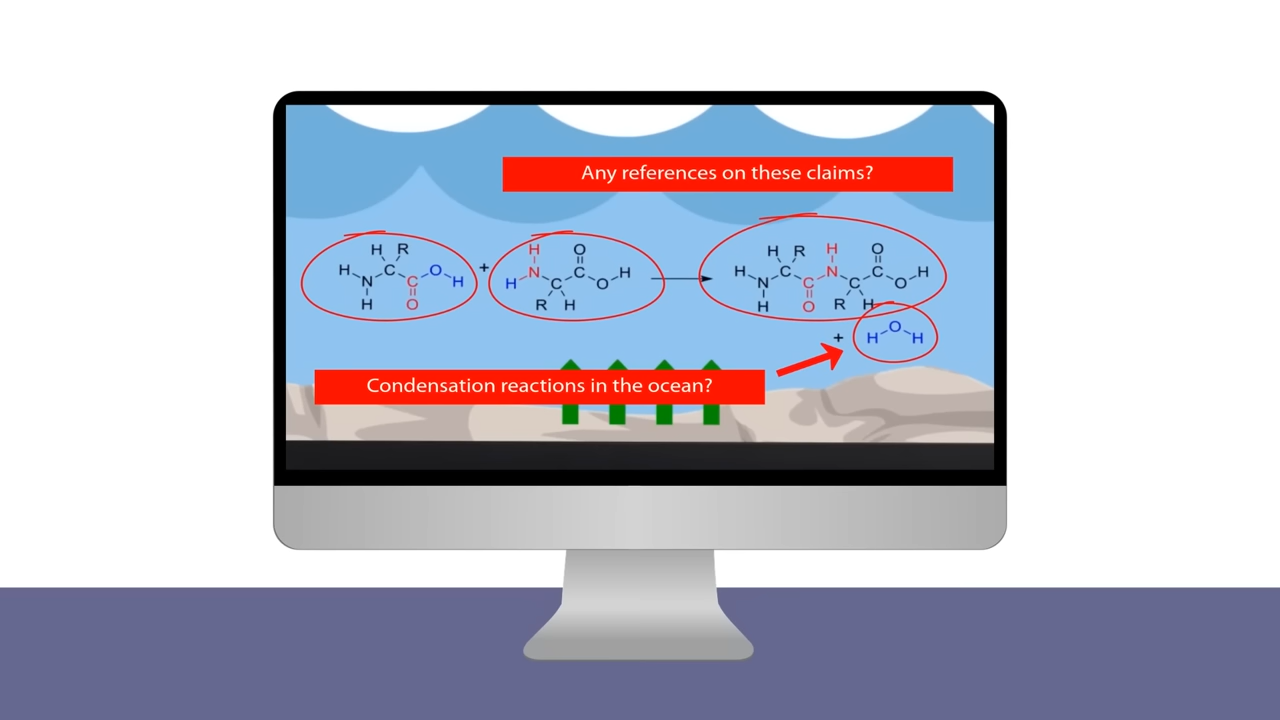 Any references on these claims?
H R H O H R H O
H N C C O H + H N C C O H H N C C N C C O H
H O R H H O R H
+ H O H
Condensation reactions in the ocean?